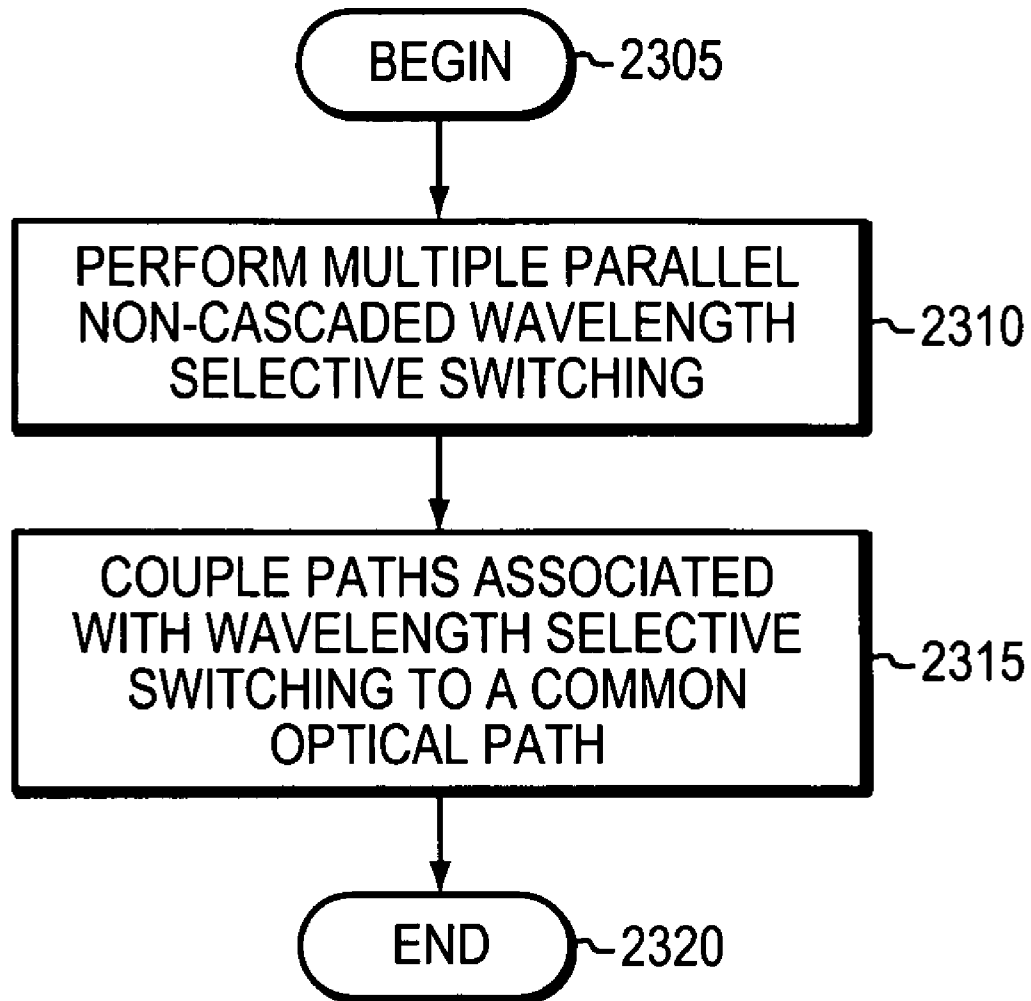 BEGIN 2305
PERFORM MULTIPLE PARALLEL
NON-CASCADED WAVELENGTH
SELECTIVE SWITCHING
2310
COUPLE PATHS ASSOCIATED
WITH WAVELENGTH SELECTIVE
SWITCHING TO A COMMON
OPTICAL PATH
2315
END 2320